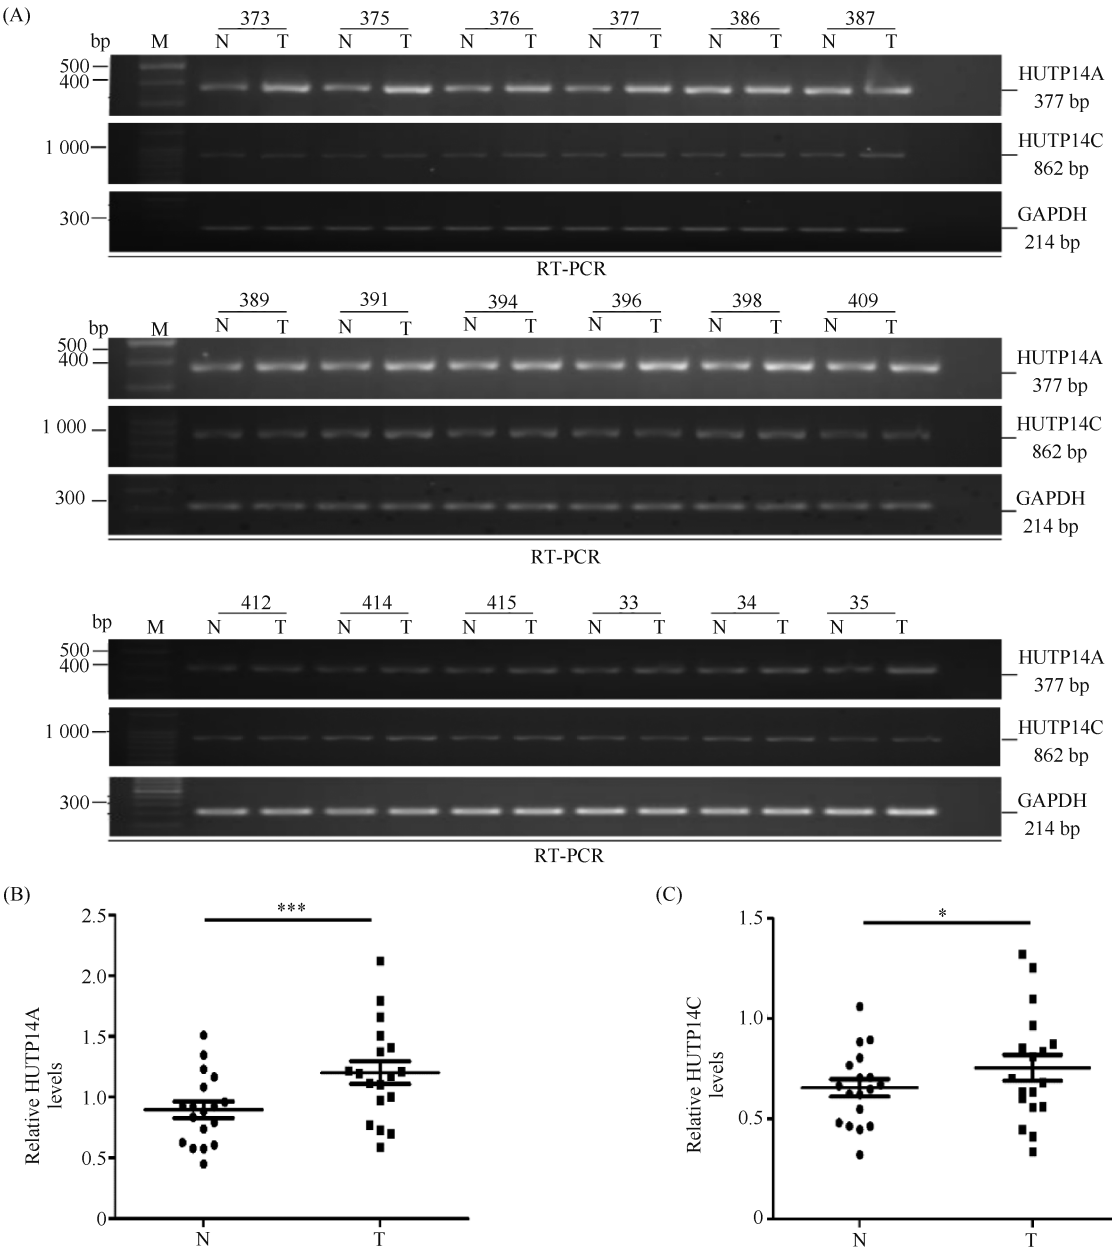 (A)
373 375 376 377 386 387
bp M N T N T N T N T N T N T
500
400
HUTP14A
377 bp
1 000
HUTP14C
862 bp
300
GAPDH
214 bp
RT-PCR
389 391 394 396 398 409
bp M N T N T N T N T N T N T
500
400
HUTP14A
377 bp
1 000
HUTP14C
862 bp
300
GAPDH
214 bp
RT-PCR
412 414 415 33 34 35
bp M N T N T N T N T N T N T
500
400
HUTP14A
377 bp
1 000
HUTP14C
862 bp
300
GAPDH
214 bp
RT-PCR
(B)
***
2.5
2.0
1.5
1.0
0.5
0
Relative HUTP14A
levels
N T
(C)
*
1.5
1.0
0.5
0
Relative HUTP14C
levels
N T